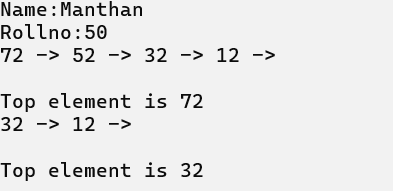 Name:Manthan
Rollno:50
72 -> 52 -> 32 -> 12 ->
Top element is 72
32 -> 12 ->
Top element is 32